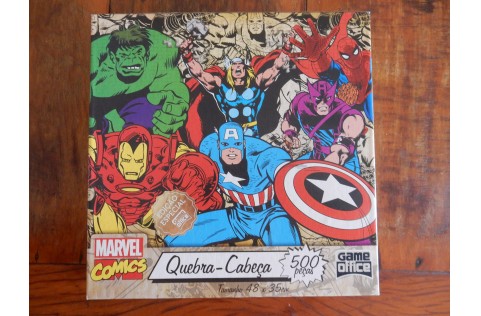 A
MARVEL
COMICS
Quebra-Cabeça
500
peças
Tamanho 48 x 35cm
Game
Office